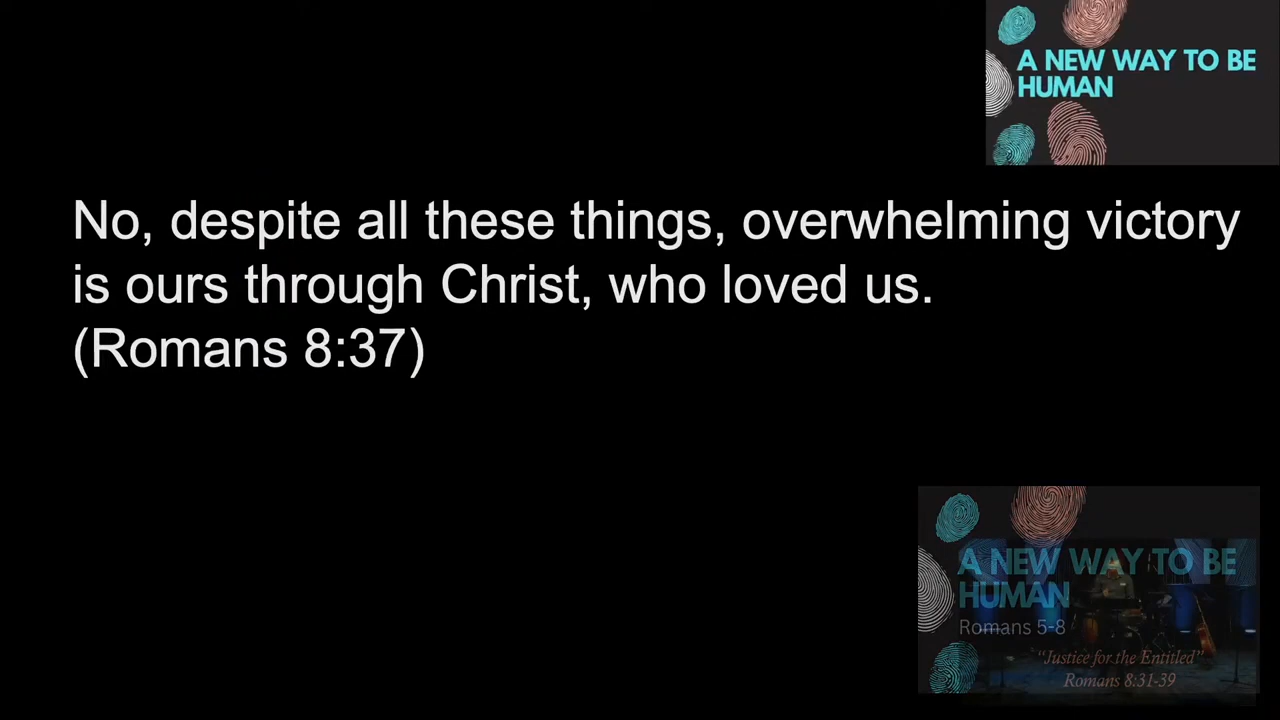 A NEW WAY TO BE
HUMAN
No, despite all these things, overwhelming victory
is ours through Christ, who loved us.
(Romans 8:37)
A NEW WAY TO BE
HUMAN
Romans 5-8
“Justice for the Entitled”
Romans 8:31-39